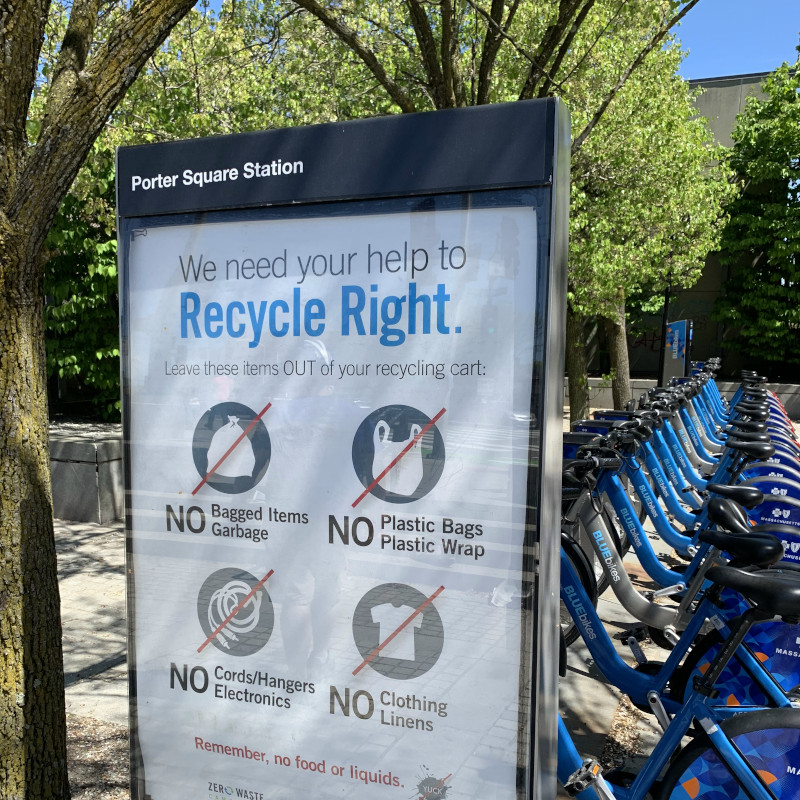 Porter Square Station
We need your help to
Recycle Right.
Leave these items OUT of your recycling cart:
NO Bagged Items
Garbage
NO Plastic Bags
Plastic Wrap
NO Cords/Hangers
Electronics
NO Clothing
Linens
Remember, no food or liquids.
YUCK
ZERO WASTE
BLUEbikes
BLUEbikes
BLUEbikes
MASSACHUSETTS